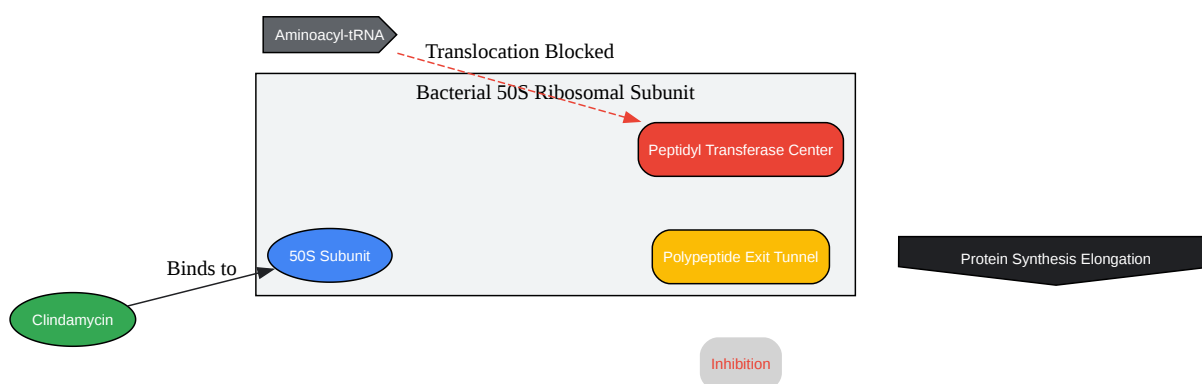 Aminoacyl-tRNA
Translocation Blocked
Bacterial 50S Ribosomal Subunit
Peptidyl Transferase Center
50S Subunit
Polypeptide Exit Tunnel
Protein Synthesis Elongation
Binds to
Clindamycin
Inhibition